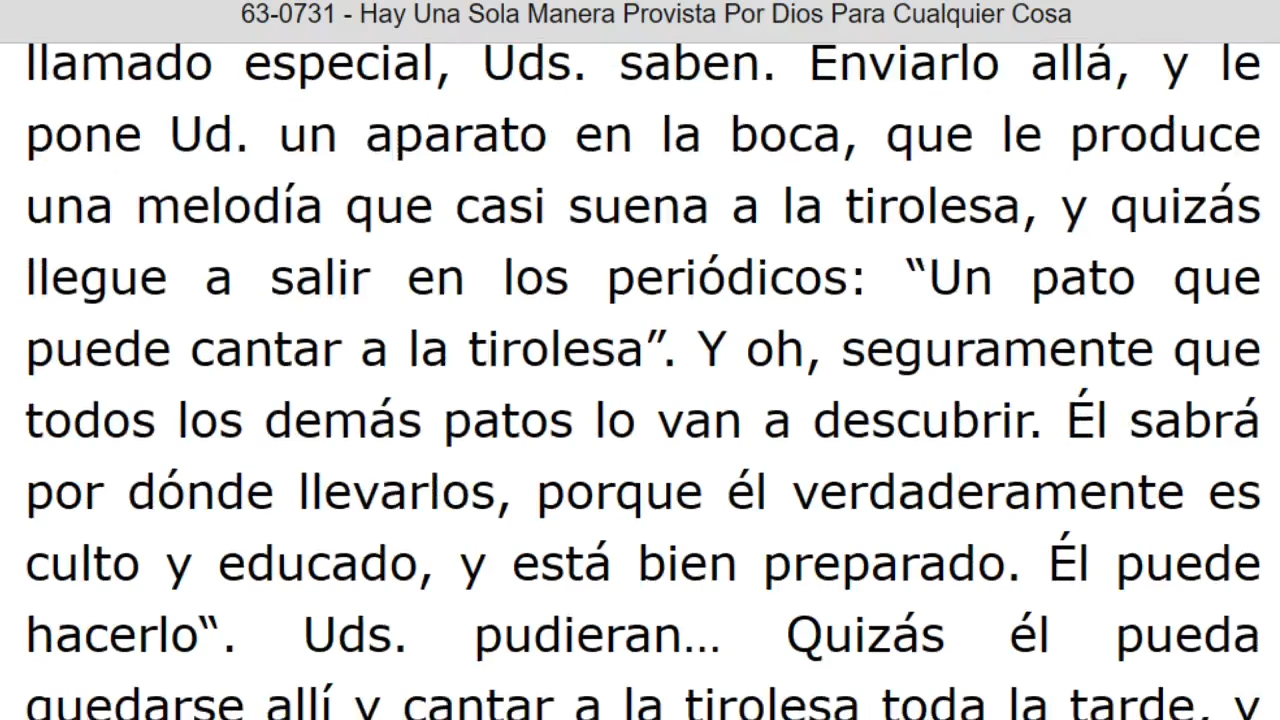 63-0731 - Hay Una Sola Manera Provista Por Dios Para Cualquier Cosa
llamado especial, Uds. saben. Enviarlo allá, y le
pone Ud. un aparato en la boca, que le produce
una melodía que casi suena a la tirolesa, y quizás
llegue a salir en los periódicos: “Un pato que
puede cantar a la tirolesa”. Y oh, seguramente que
todos los demás patos lo van a descubrir. Él sabrá
por dónde llevarlos, porque él verdaderamente es
culto y educado, y está bien preparado. Él puede
hacerlo“. Uds. pudieran... Quizás él pueda
quedarse allí y cantar a la tirolesa toda la tarde, y